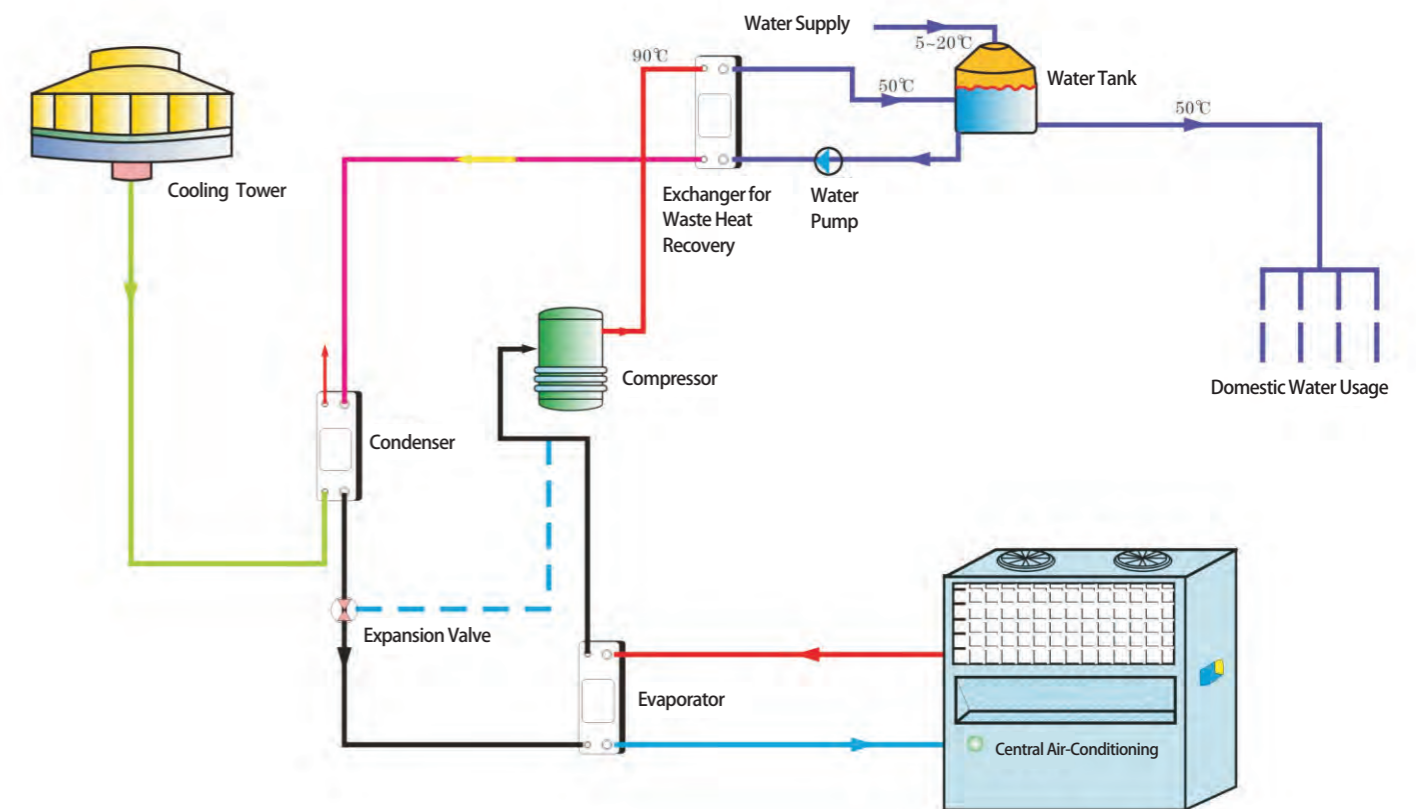 Water Supply
5~20℃
90℃
50℃
Water Tank
50℃
Cooling Tower
Exchanger for
Waste Heat
Recovery
Water
Pump
Compressor
Domestic Water Usage
Condenser
Expansion Valve
Evaporator
Central Air-Conditioning